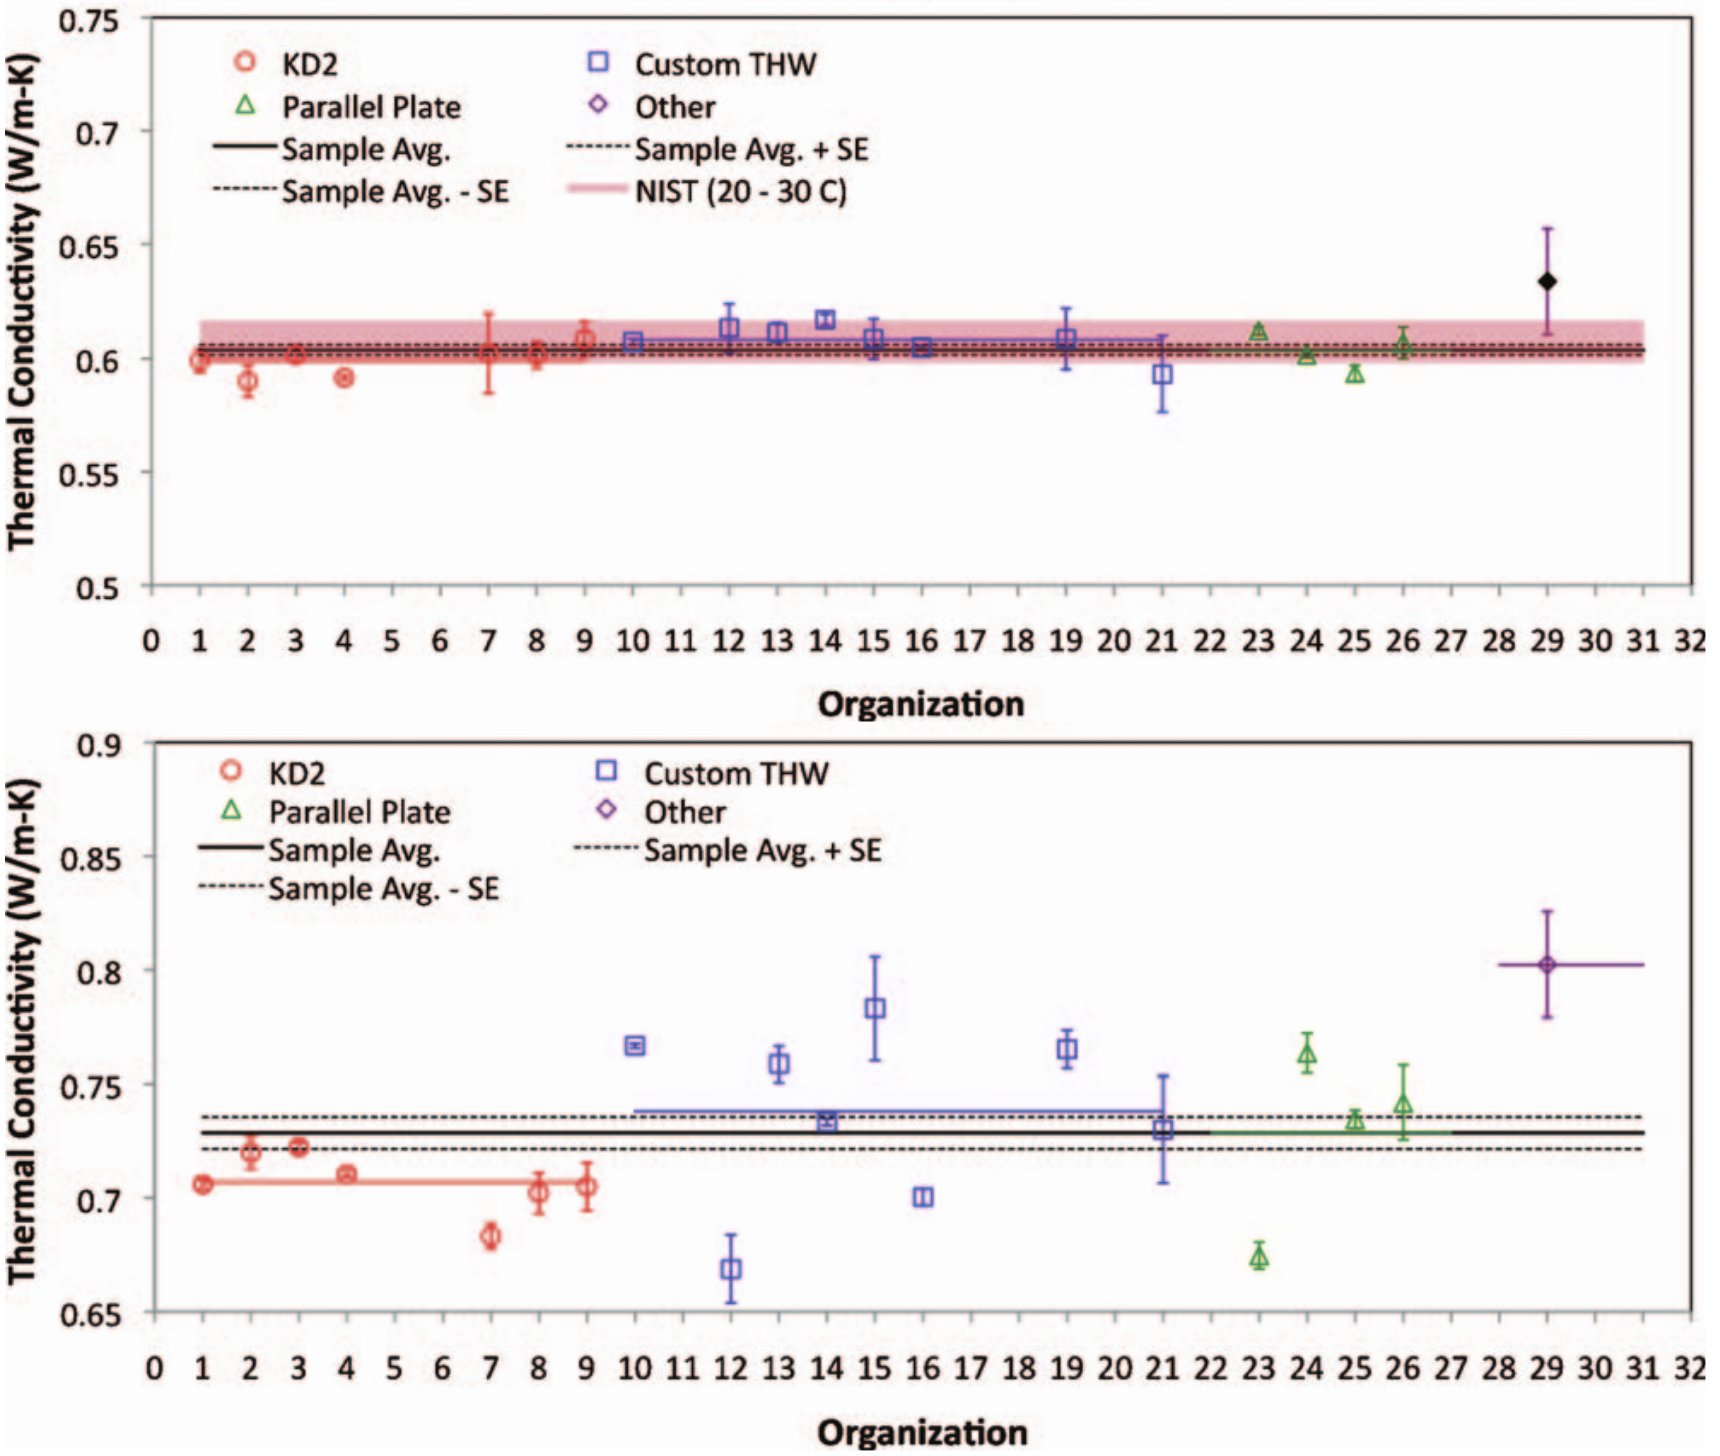 0.75
KD2 Custom THW
Parallel Plate Other
0.7
Sample Avg. Sample Avg. + SE
Sample Avg. - SE NIST (20 - 30 C)
0.65
0.6
0.55
0.5
Thermal Conductivity (W/m-K)
0 1 2 3 4 5 6 7 8 9 10 11 12 13 14 15 16 17 18 19 20 21 22 23 24 25 26 27 28 29 30 31 32
Organization
0.9
KD2 Custom THW
Parallel Plate Other
0.85
Sample Avg. Sample Avg. + SE
Sample Avg. - SE
0.8
0.75
0.7
0.65
Thermal Conductivity (W/m-K)
0 1 2 3 4 5 6 7 8 9 10 11 12 13 14 15 16 17 18 19 20 21 22 23 24 25 26 27 28 29 30 31 32
Organization